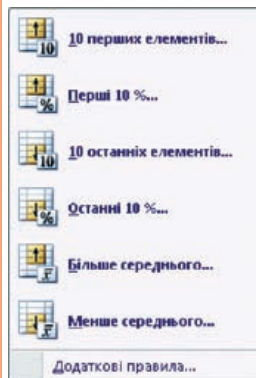 10 перших елементів...
Перші 10 %...
10 останніх елементів...
Останні 10 %...
Більше середнього...
Менше середнього...
Додаткові правила...